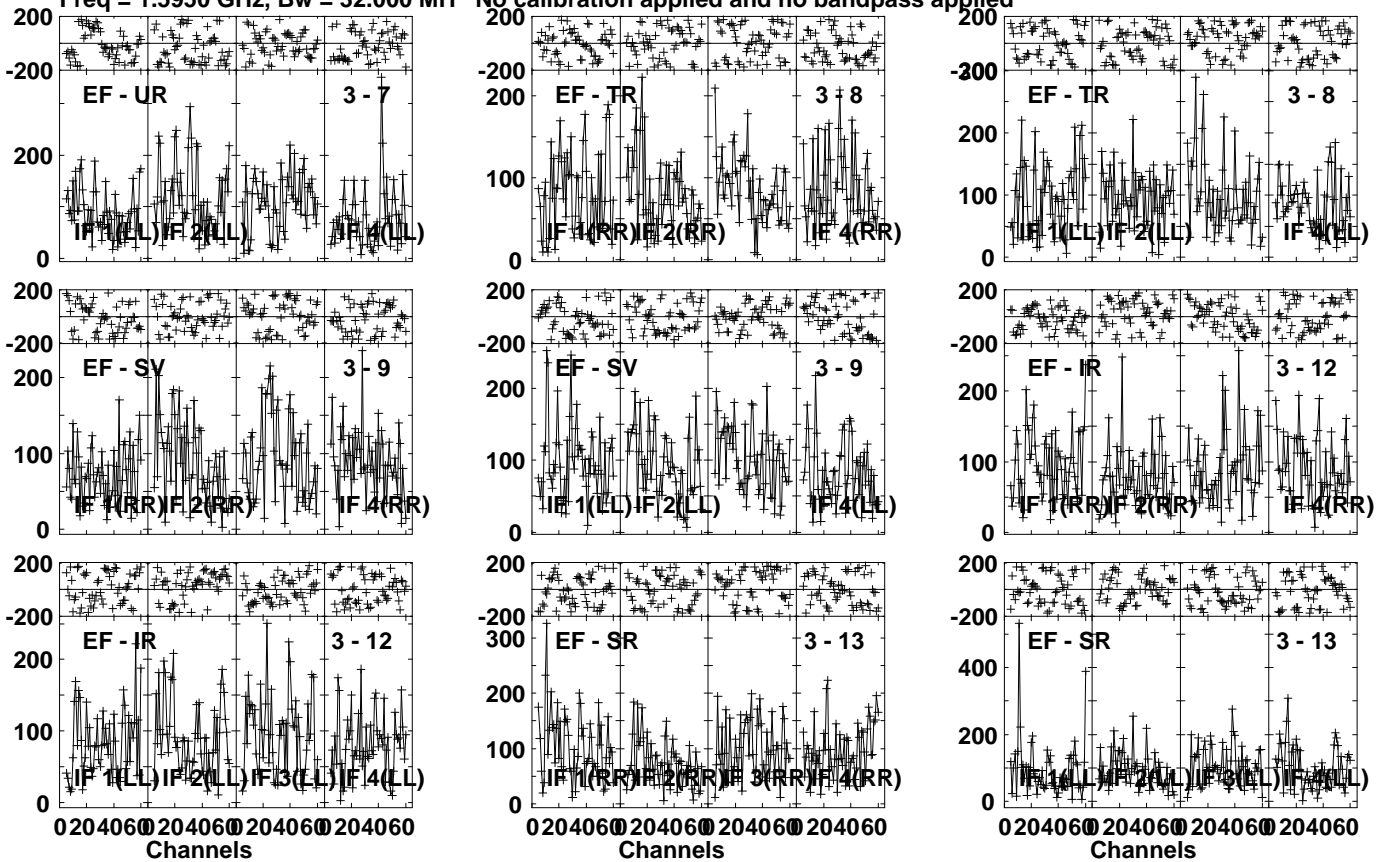 Freq = 1.5950 GHz, Bw = 32.000 MH No calibration applied and no bandpass applied
200
-200
EF - UR
3 - 7
200
0
IF 1(LL)
IF 2(LL)
IF 4(LL)
200
-200
EF - TR
3 - 8
200
100
0
IF 1(RR)
IF 2(RR)
IF 4(RR)
200
-200
300
EF - TR
3 - 8
200
100
0
IF 1(LL)
IF 2(LL)
IF 4(LL)
200
-200
EF - SV
3 - 9
200
100
0
IF 1(RR)
IF 2(RR)
IF 4(RR)
200
-200
EF - SV
3 - 9
200
100
0
IF 1(LL)
IF 2(LL)
IF 4(LL)
200
-200
EF - IR
3 - 12
200
100
0
IF 1(RR)
IF 2(RR)
IF 4(RR)
200
-200
EF - IR
3 - 12
200
100
0
IF 1(LL)
IF 2(LL)
IF 3(LL)
IF 4(LL)
0 20 40 60 0 20 40 60 0 20 40 60 0 20 40 60
Channels
200
-200
300
EF - SR
3 - 13
200
100
0
IF 1(RR)
IF 2(RR)
IF 3(RR)
IF 4(RR)
0 20 40 60 0 20 40 60 0 20 40 60 0 20 40 60
Channels
200
-200
EF - SR
3 - 13
400
200
0
IF 1(LL)
IF 2(LL)
IF 3(LL)
IF 4(LL)
0 20 40 60 0 20 40 60 0 20 40 60 0 20 40 60
Channels